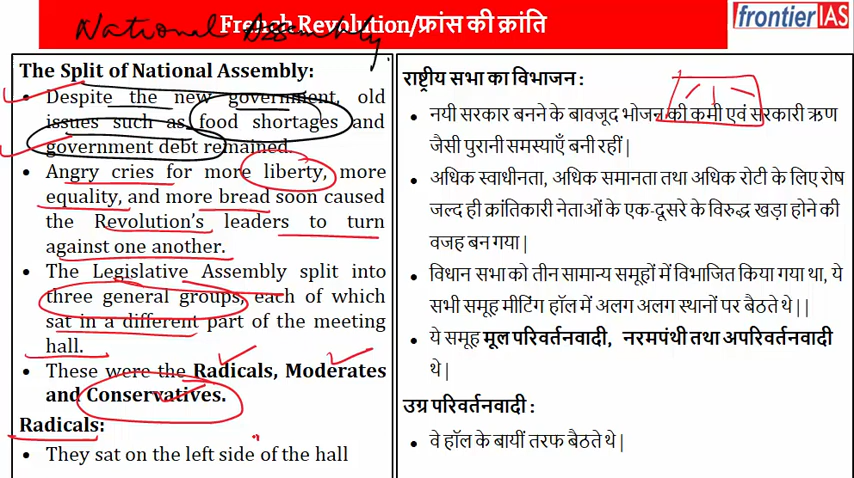 French Revolution/फ्रांस की क्रांति
National Assembly
frontierIAS
The Split of National Assembly:
• Despite the new government, old
issues such as food shortages and
government debt remained.
• Angry cries for more liberty, more
equality, and more bread soon caused
the Revolution's leaders to turn
against one another.
• The Legislative Assembly split into
three general groups, each of which
sat in a different part of the meeting
hall.
• These were the Radicals, Moderates
and Conservatives.
Radicals:
• They sat on the left side of the hall
राष्ट्रीय सभा का विभाजन :
• नयी सरकार बनने के बावजूद भोजन की कमी एवं सरकारी ऋण
जैसी पुरानी समस्याएँ बनी रहीं |
• अधिक स्वाधीनता, अधिक समानता तथा अधिक रोटी के लिए रोष
जल्द ही क्रांतिकारी नेताओं के एक-दूसरे के विरुद्ध खड़ा होने की
वजह बन गया |
• विधान सभा को तीन सामान्य समूहों में विभाजित किया गया था, ये
सभी समूह मीटिंग हॉल में अलग अलग स्थानों पर बैठते थे | |
• ये समूह मूल परिवर्तनवादी, नरमपंथी तथा अपरिवर्तनवादी
थे |
उग्र परिवर्तनवादी :
• वे हॉल के बायीं तरफ बैठते थे |